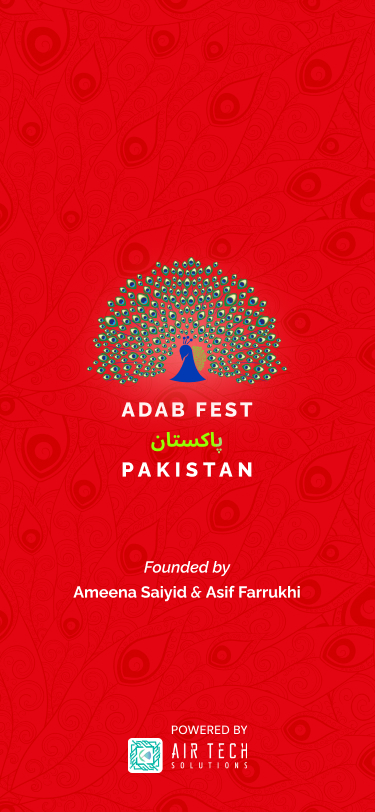 ADAB FEST
پاکستان
PAKISTAN
Founded by
Ameena Saiyid & Asif Farrukhi
POWERED BY
AIR TECH
SOLUTIONS